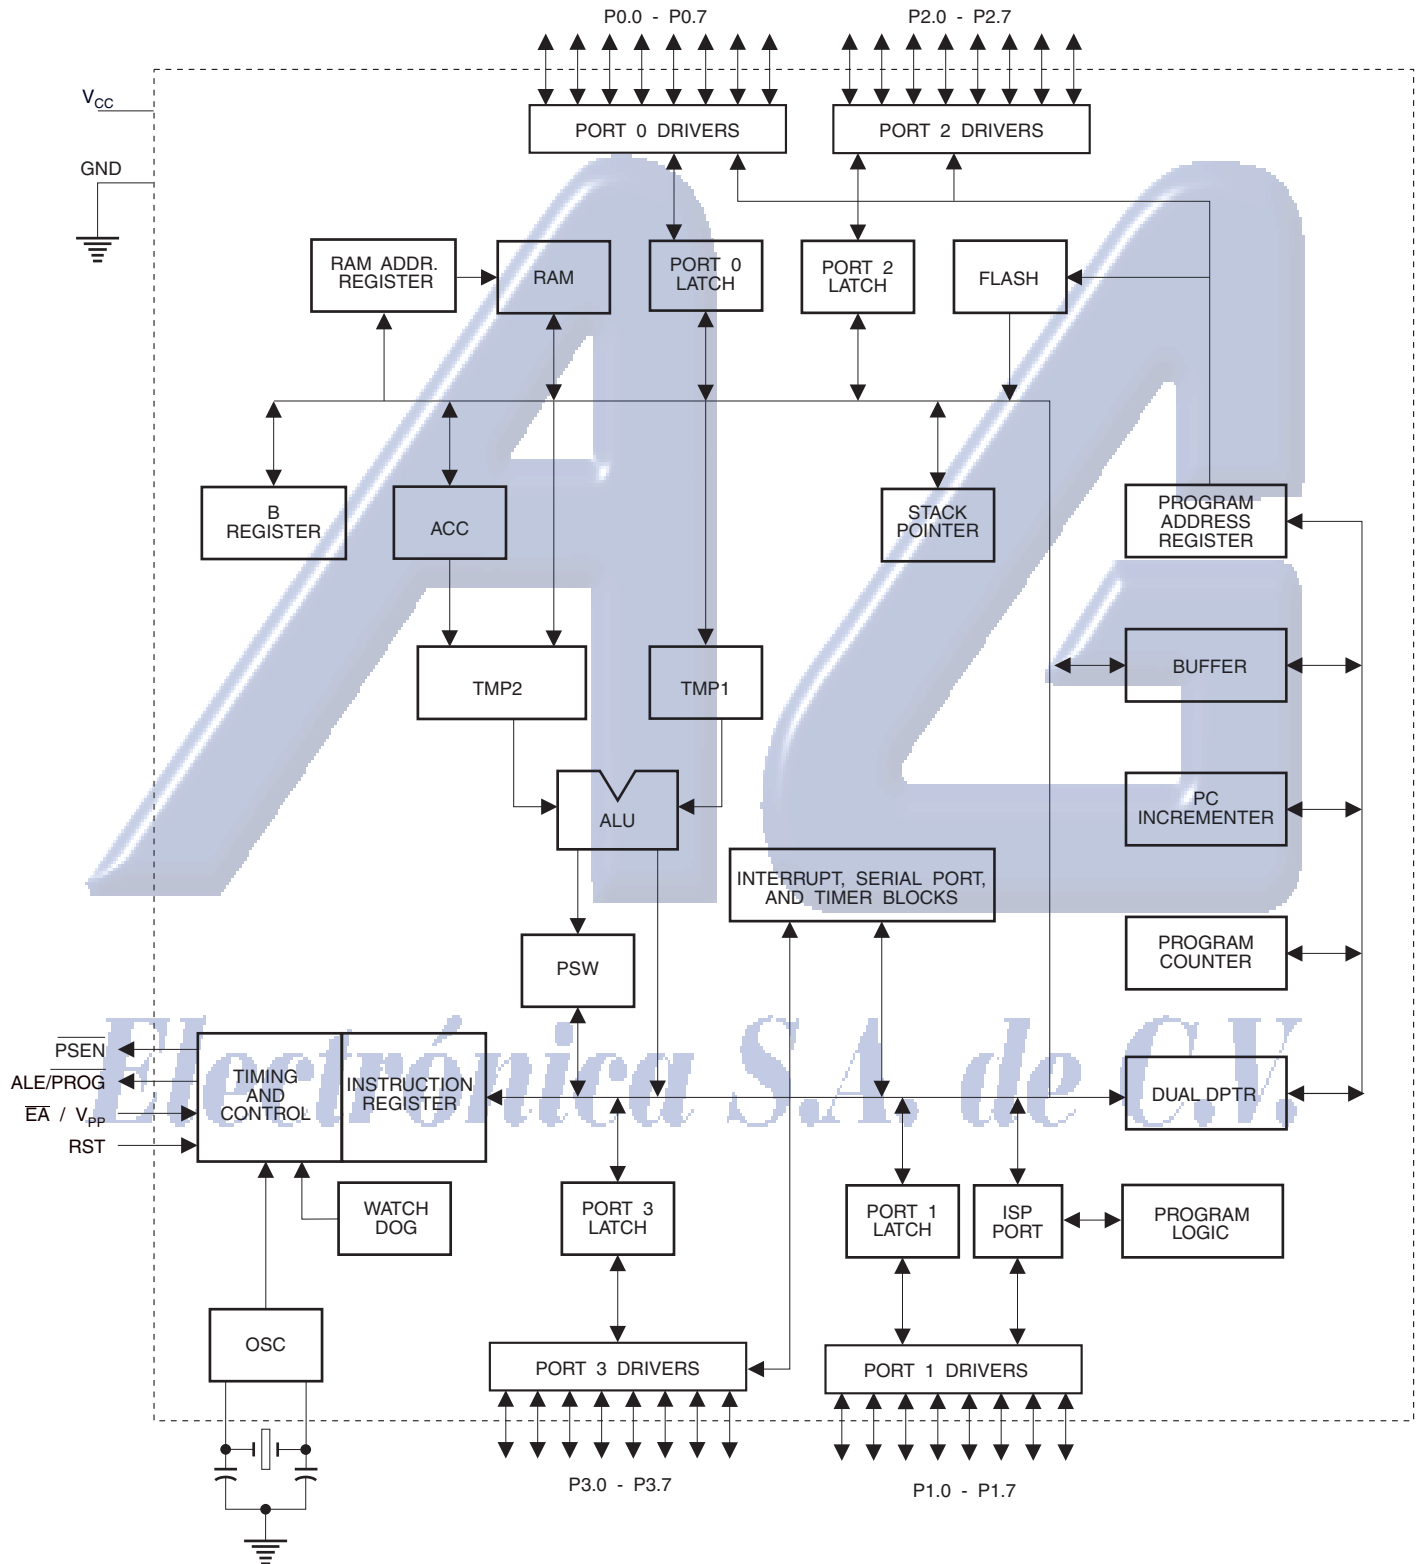 P0.0 - P0.7
P2.0 - P2.7
VCC
PORT 0 DRIVERS
PORT 2 DRIVERS
GND
RAM ADDR.
REGISTER
RAM
PORT 0
LATCH
PORT 2
LATCH
FLASH
B
REGISTER
ACC
STACK
POINTER
PROGRAM
ADDRESS
REGISTER
TMP2
TMP1
BUFFER
ALU
PC
INCREMENTER
INTERRUPT, SERIAL PORT,
AND TIMER BLOCKS
PSW
PROGRAM
COUNTER
Electrónica S.A. de C.V.
PSEN
ALE/PROG
EA / VPP
RST
TIMING
AND
CONTROL
INSTRUCTION
REGISTER
DUAL DPTR
WATCH
DOG
PORT 3
LATCH
PORT 1
LATCH
ISP
PORT
PROGRAM
LOGIC
OSC
PORT 3 DRIVERS
PORT 1 DRIVERS
P3.0 - P3.7
P1.0 - P1.7